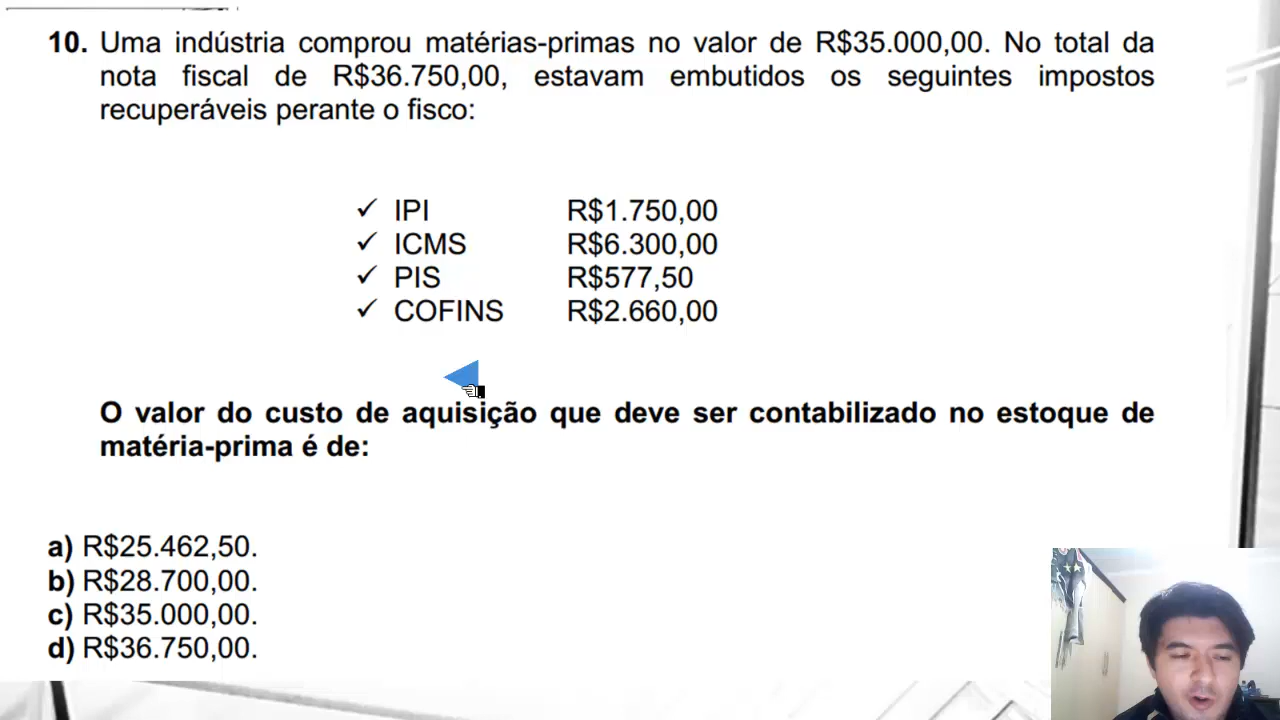 10. Uma indústria comprou matérias-primas no valor de R$35.000,00. No total da
nota fiscal de R$36.750,00, estavam embutidos os seguintes impostos
recuperáveis perante o fisco:
✓ IPI R$1.750,00
✓ ICMS R$6.300,00
✓ PIS R$577,50
✓ COFINS R$2.660,00
O valor do custo de aquisição que deve ser contabilizado no estoque de
matéria-prima é de:
a) R$25.462,50.
b) R$28.700,00.
c) R$35.000,00.
d) R$36.750,00.